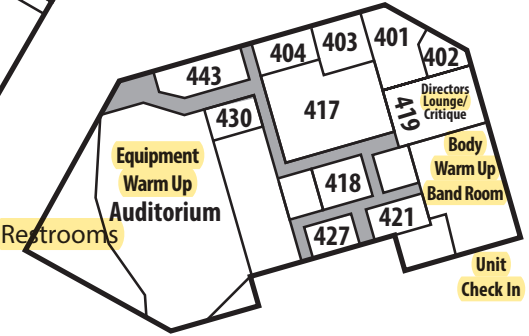 401
403
404
402
443
Directors
Lounge/
Critique
417
419
430
Body
Warm Up
Band Room
Equipment
Warm Up
Auditorium
418
421
Restrooms
427
Unit
Check In